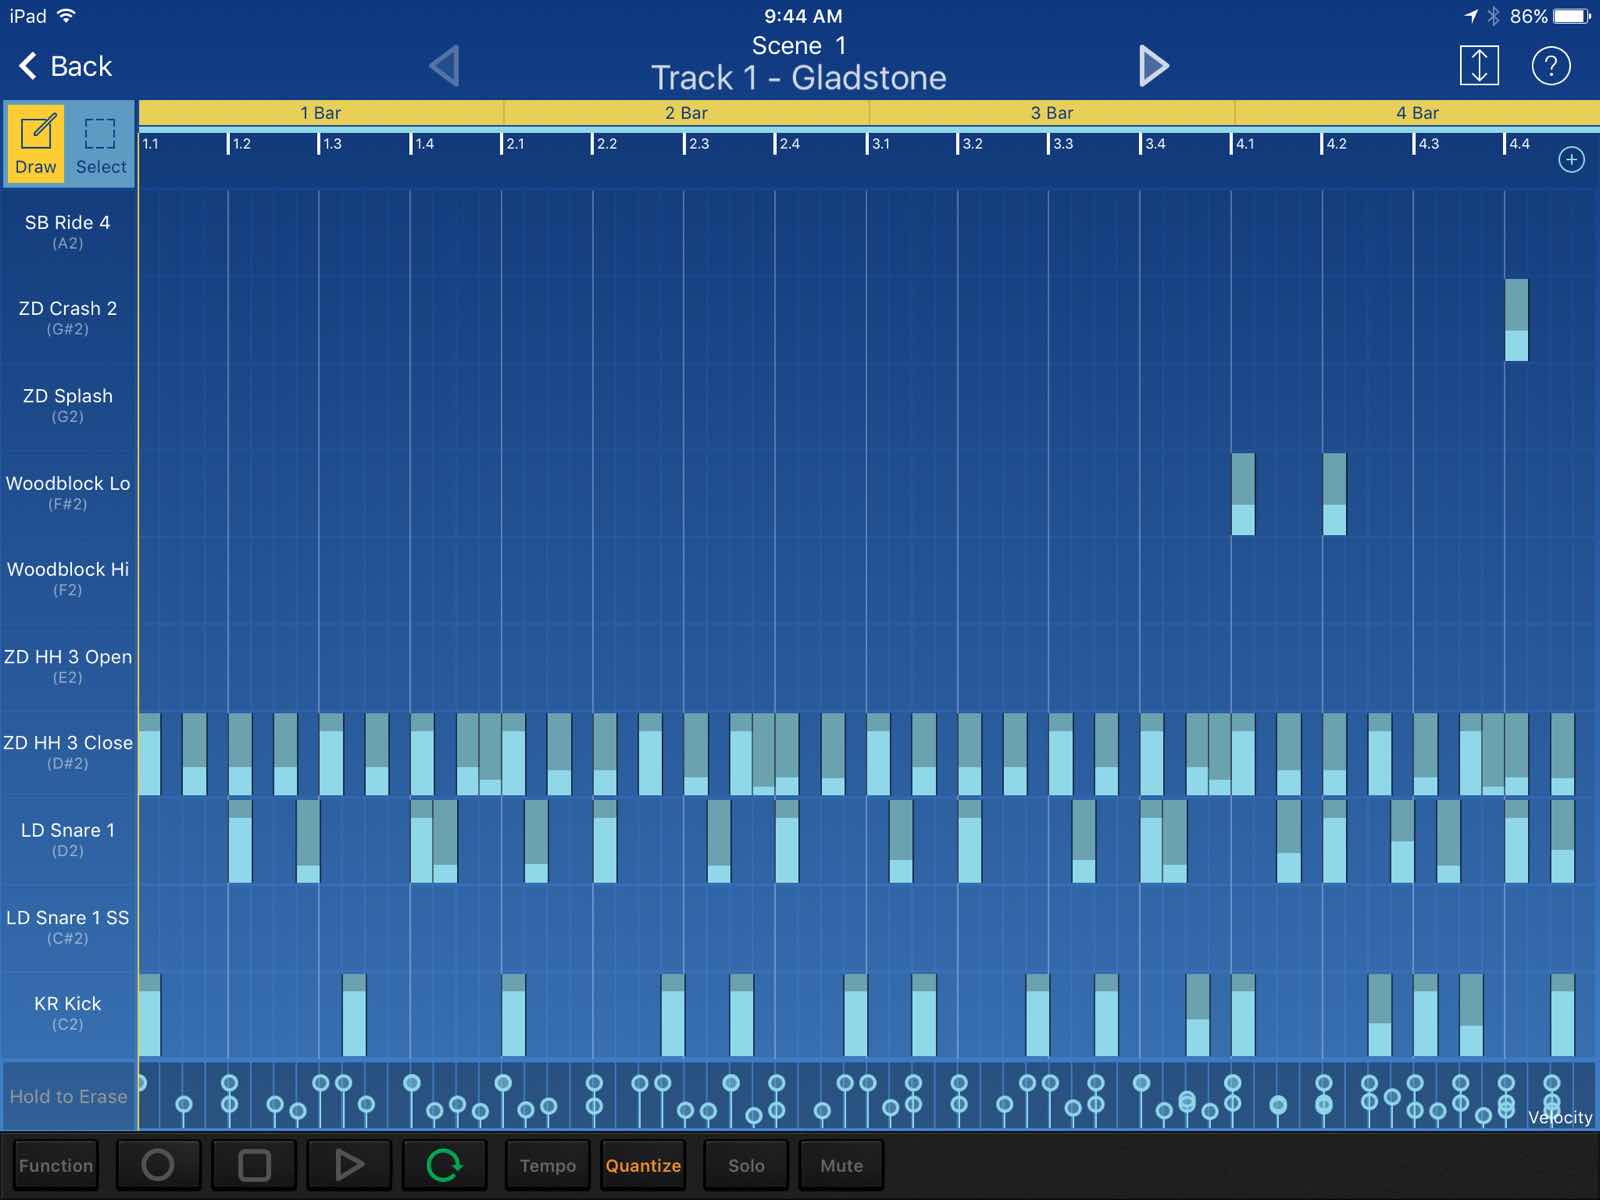 iPad
9:44 AM
86%
Back
Scene 1
Track 1 - Gladstone
?
Draw
Select
1 Bar
2 Bar
3 Bar
4 Bar
1.1
1.2
1.3
1.4
2.1
2.2
2.3
2.4
3.1
3.2
3.3
3.4
4.1
4.2
4.3
4.4
SB Ride 4
(A2)
ZD Crash 2
(G#2)
ZD Splash
(G2)
Woodblock Lo
(F#2)
Woodblock Hi
(F2)
ZD HH 3 Open
(E2)
ZD HH 3 Close
(D#2)
LD Snare 1
(D2)
LD Snare 1 SS
(C#2)
KR Kick
(C2)
Hold to Erase
Velocity
Function
Tempo
Quantize
Solo
Mute